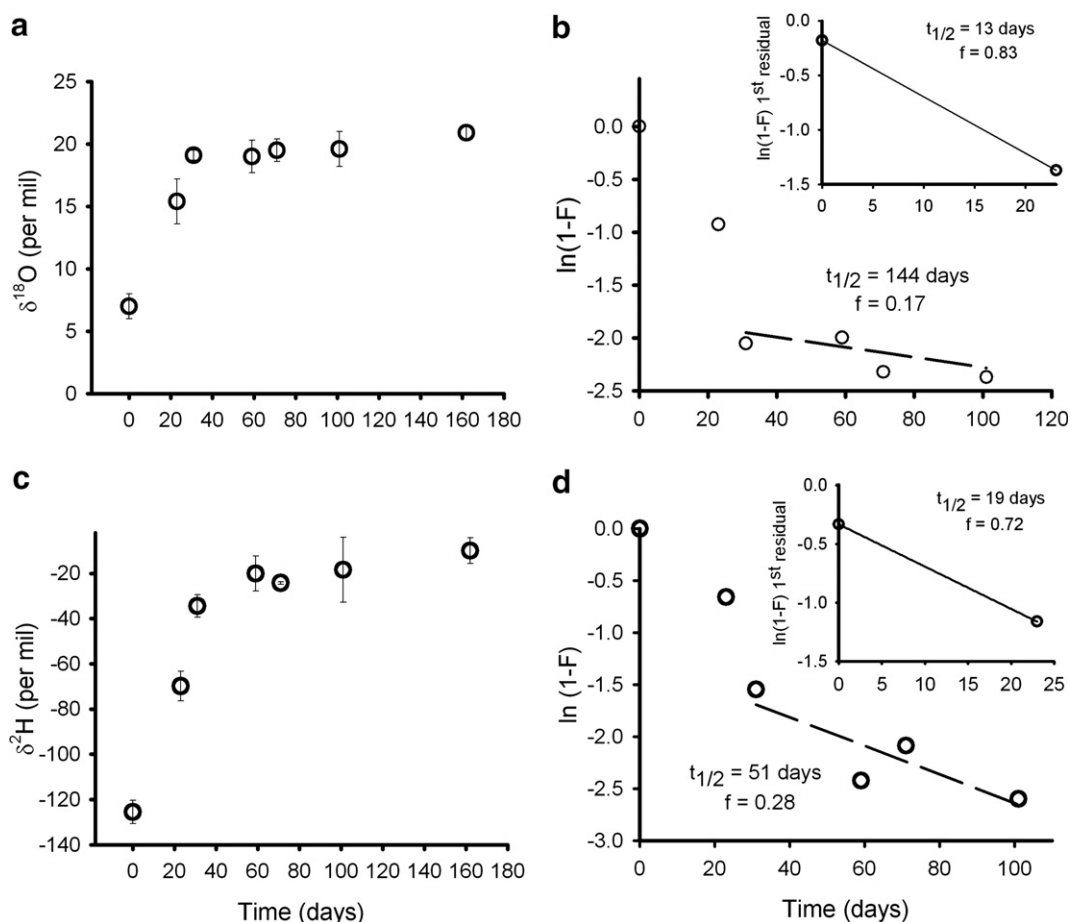 a
δ18O (per mil)
25
20
15
10
5
0
0 20 40 60 80 100 120 140 160 180
b
ln(1-F)
0.0
-0.5
-1.0
-1.5
-2.0
-2.5
0 20 40 60 80 100 120
t1/2 = 144 days
f = 0.17
ln(1-F) 1st residual
0.0
-0.5
-1.0
-1.5
0 5 10 15 20
t1/2 = 13 days
f = 0.83
c
δ2H (per mil)
-20
-40
-60
-80
-100
-120
-140
0 20 40 60 80 100 120 140 160 180
Time (days)
d
ln (1-F)
0.0
-0.5
-1.0
-1.5
-2.0
-2.5
-3.0
0 20 40 60 80 100
Time (days)
t1/2 = 51 days
f = 0.28
ln(1-F) 1st residual
0.0
-0.5
-1.0
-1.5
0 5 10 15 20 25
t1/2 = 19 days
f = 0.72